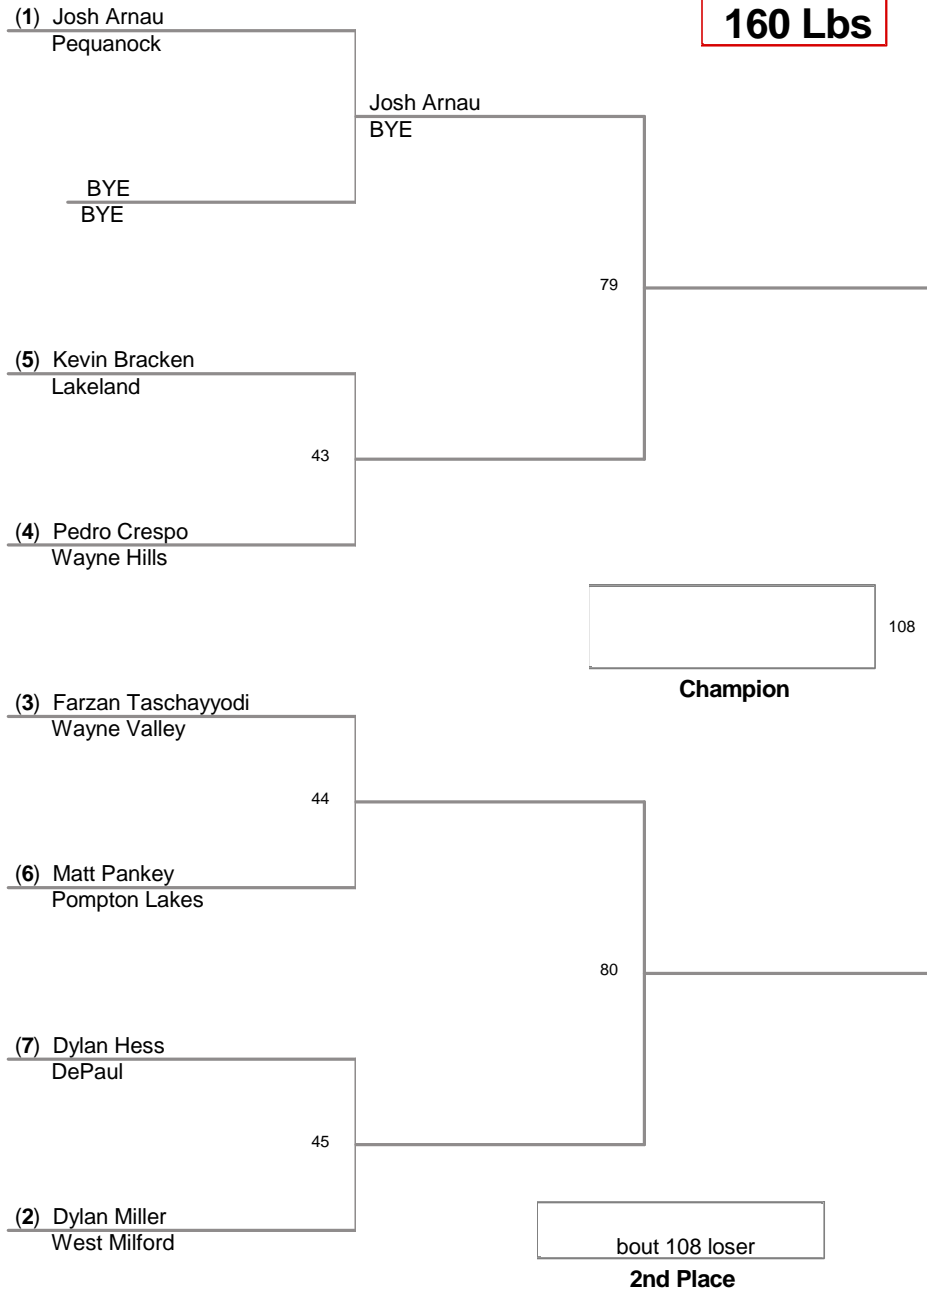 (1) Josh Arnau
Pequanock
160 Lbs
Josh Arnau
BYE
BYE
BYE
79
(5) Kevin Bracken
Lakeland
43
(4) Pedro Crespo
Wayne Hills
108
Champion
(3) Farzan Taschayyodi
Wayne Valley
44
(6) Matt Pankey
Pompton Lakes
80
(7) Dylan Hess
DePaul
45
(2) Dylan Miller
West Milford
bout 108 loser
2nd Place